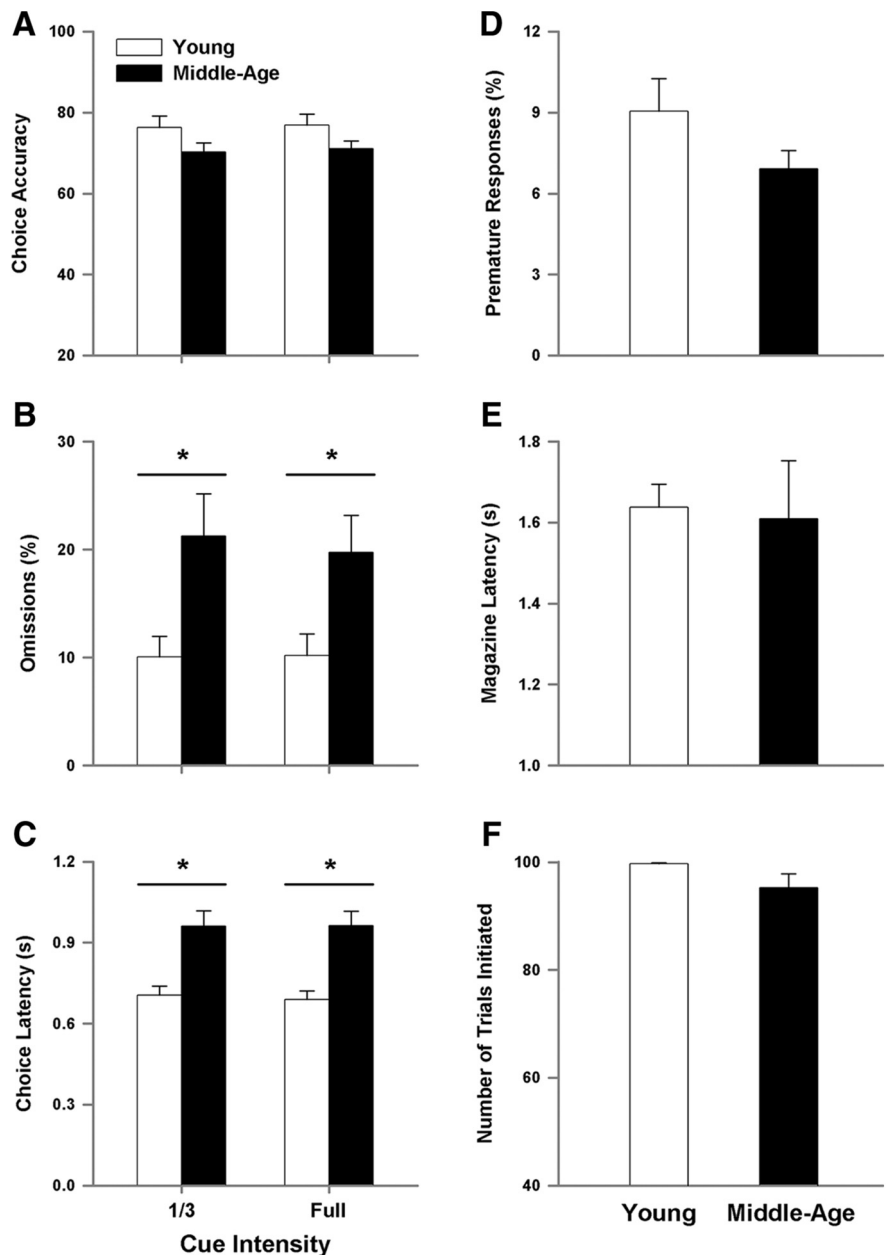 A
Choice Accuracy
100
80
60
40
20
Young
Middle-Age
B
Omissions (%)
30
20
10
0
*
*
C
Choice Latency (s)
1.2
0.9
0.6
0.3
0.0
*
*
1/3
Full
Cue Intensity
D
Premature Responses (%)
12
9
6
3
0
E
Magazine Latency (s)
1.8
1.6
1.4
1.2
1.0
F
Number of Trials Initiated
100
80
60
40
Young
Middle-Age